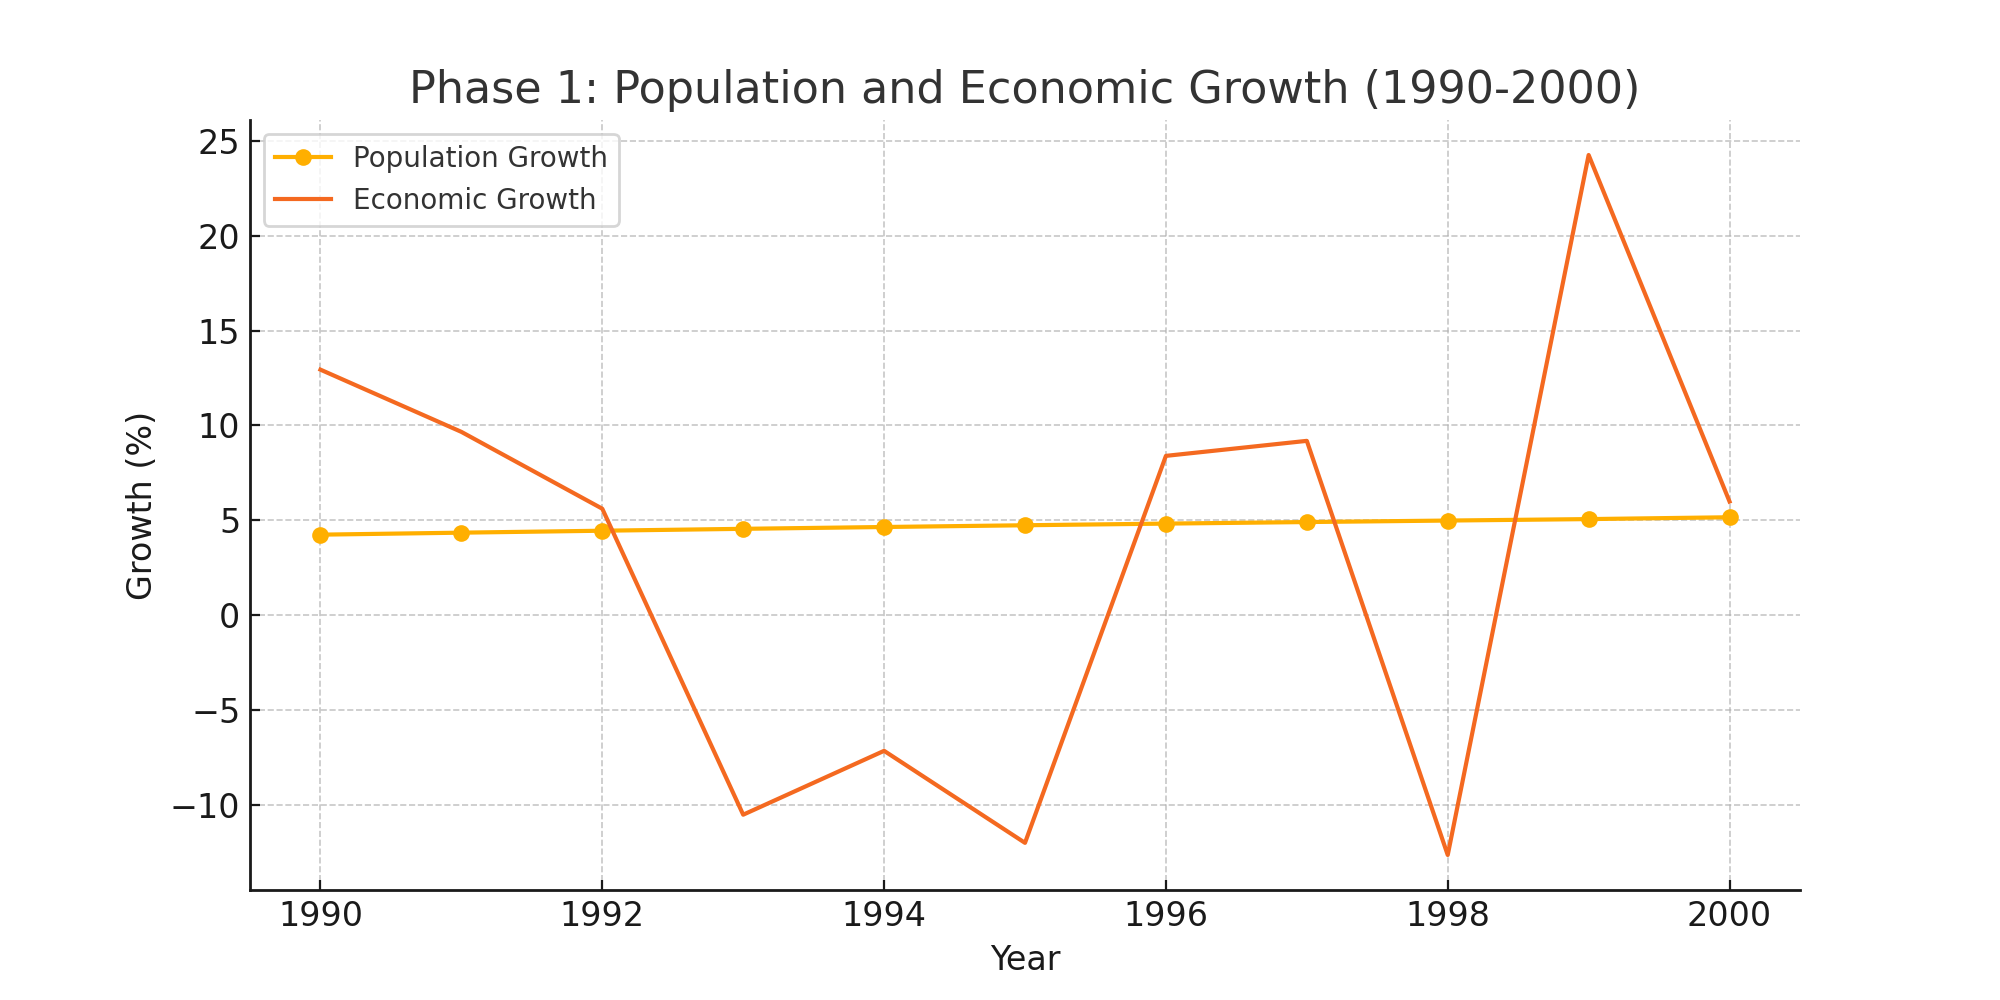 Phase 1: Population and Economic Growth (1990-2000)
Population Growth
Economic Growth
Growth (%)
25
20
15
10
5
0
−5
−10
1990 1992 1994 1996 1998 2000
Year